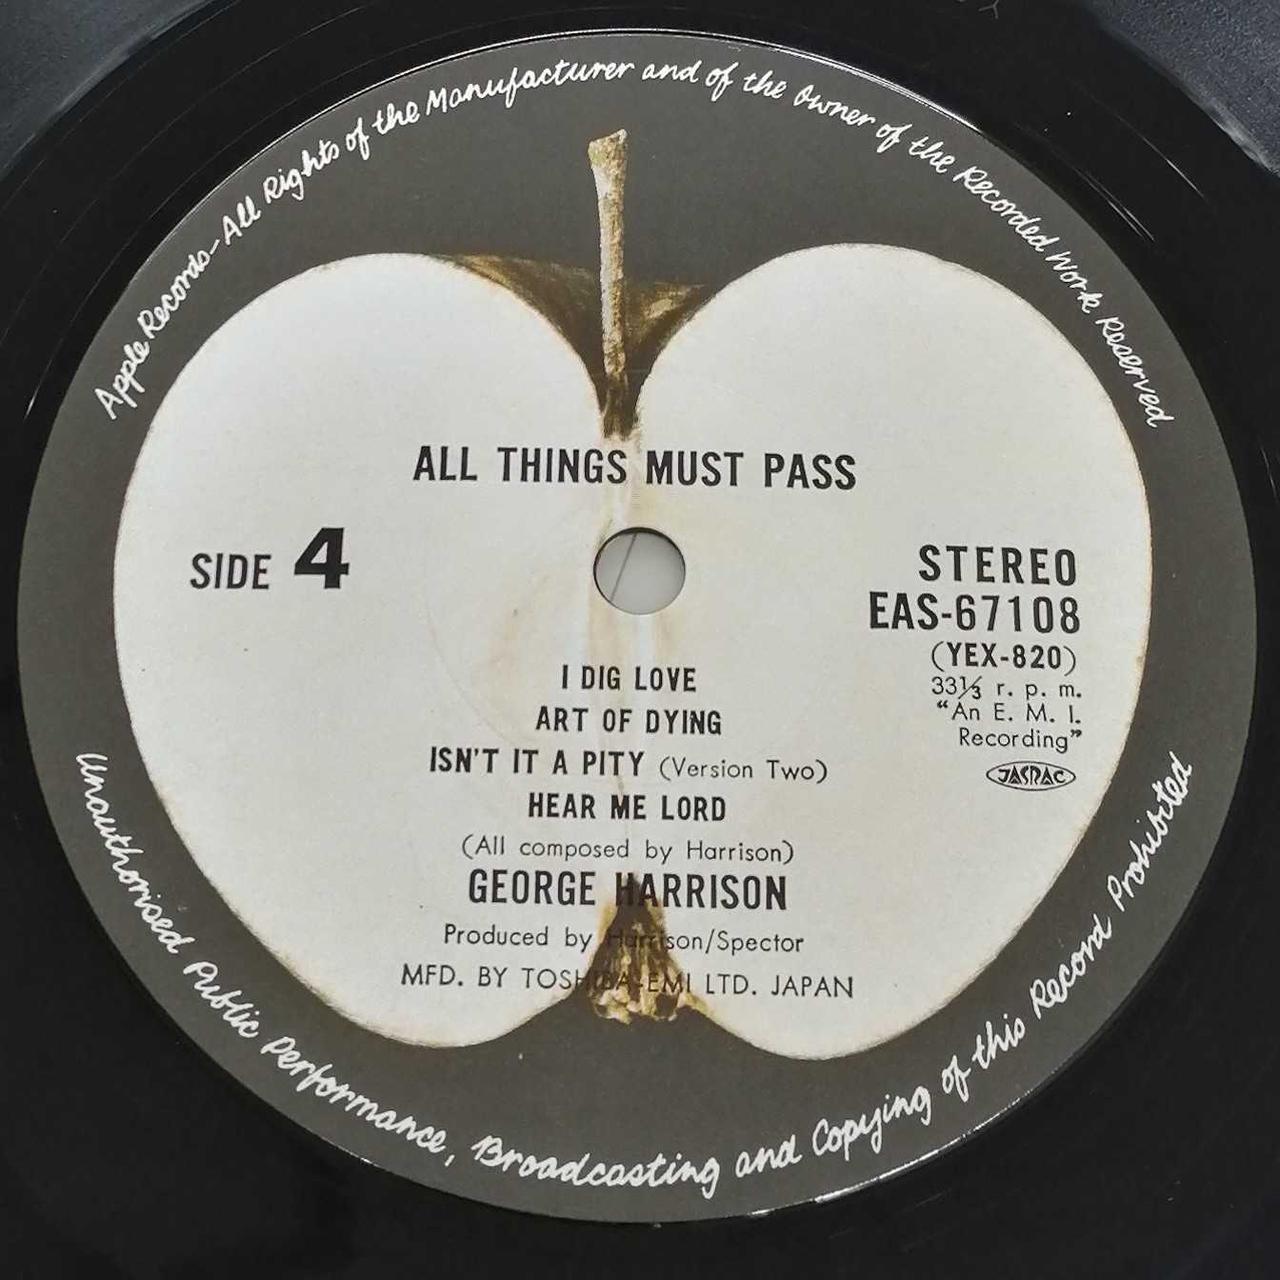 Apple Records-All Rights of the Manufacturer and of the Owner of the Recorded Work Reserved
ALL THINGS MUST PASS
SIDE 4
STEREO
EAS-67108
(YEX-820)
33⅓ r. p. m.
“An E. M. I.
Recording”
JASRAC
I DIG LOVE
ART OF DYING
ISN'T IT A PITY (Version Two)
HEAR ME LORD
(All composed by Harrison)
GEORGE HARRISON
Produced by Harrison/Spector
MFD. BY TOSHIBA-EMI LTD. JAPAN
Unauthorised Public Performance, Broadcasting and Copying of this Record Prohibited